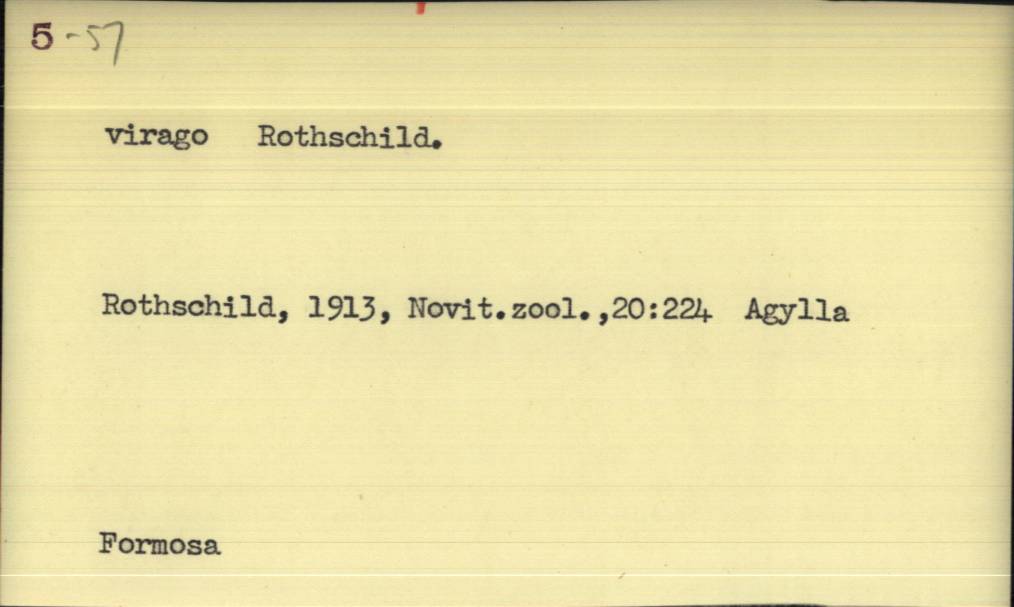 5-57
virago Rothschild.
Rothschild, 1913, Novit.zool.,20:224 Agylla
Formosa